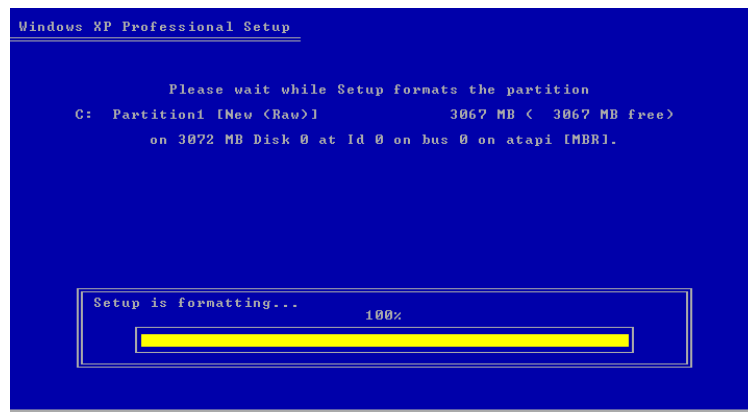 Windows XP Professional Setup
Please wait while Setup formats the partition
C: Partition1 [New (Raw)] 3067 MB ( 3067 MB free)
on 3072 MB Disk 0 at Id 0 on bus 0 on atapi [MBR].
Setup is formatting...
100%